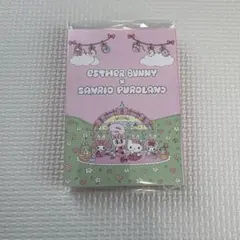 ESTHER BUNNY
×
SANRIO PUROLAND